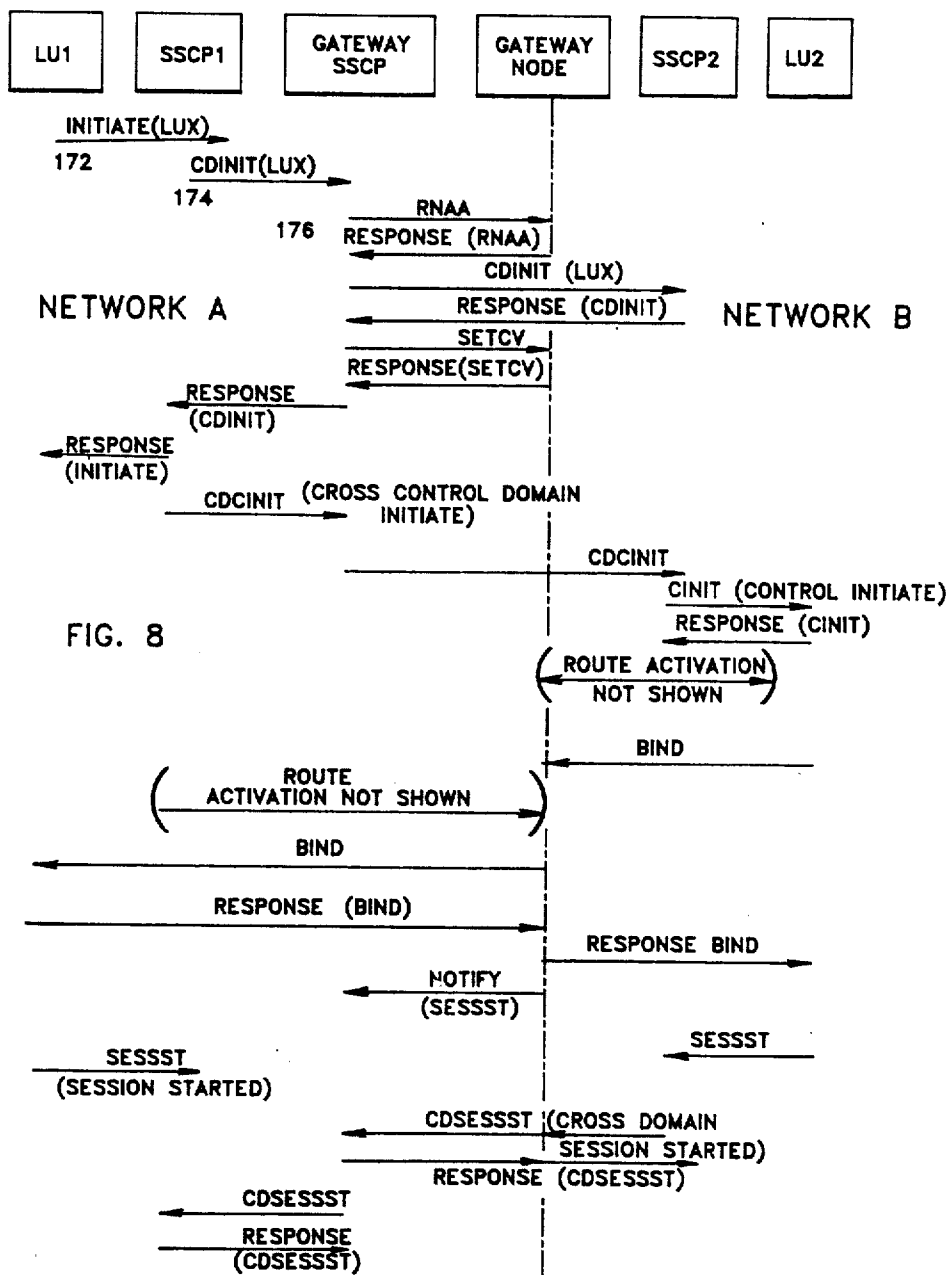 LU1
SSCP1
GATEWAY
SSCP
GATEWAY
NODE
SSCP2
LU2
INITIATE(LUX)
172
CDINIT(LUX)
174
RNAA
176
RESPONSE (RNAA)
CDINIT (LUX)
NETWORK A
RESPONSE (CDINIT)
NETWORK B
SETCV
RESPONSE(SETCV)
RESPONSE
(CDINIT)
RESPONSE
(INITIATE)
CDCINIT (CROSS CONTROL DOMAIN
INITIATE)
CDCINIT
CINIT (CONTROL INITIATE)
RESPONSE (CINIT)
FIG. 8
(ROUTE ACTIVATION
NOT SHOWN)
BIND
(ROUTE
ACTIVATION NOT SHOWN)
BIND
RESPONSE (BIND)
RESPONSE BIND
NOTIFY
(SESSST)
SESSST
SESSST
(SESSION STARTED)
CDSESSST (CROSS DOMAIN
SESSION STARTED)
RESPONSE (CDSESSST)
CDSESSST
RESPONSE
(CDSESSST)